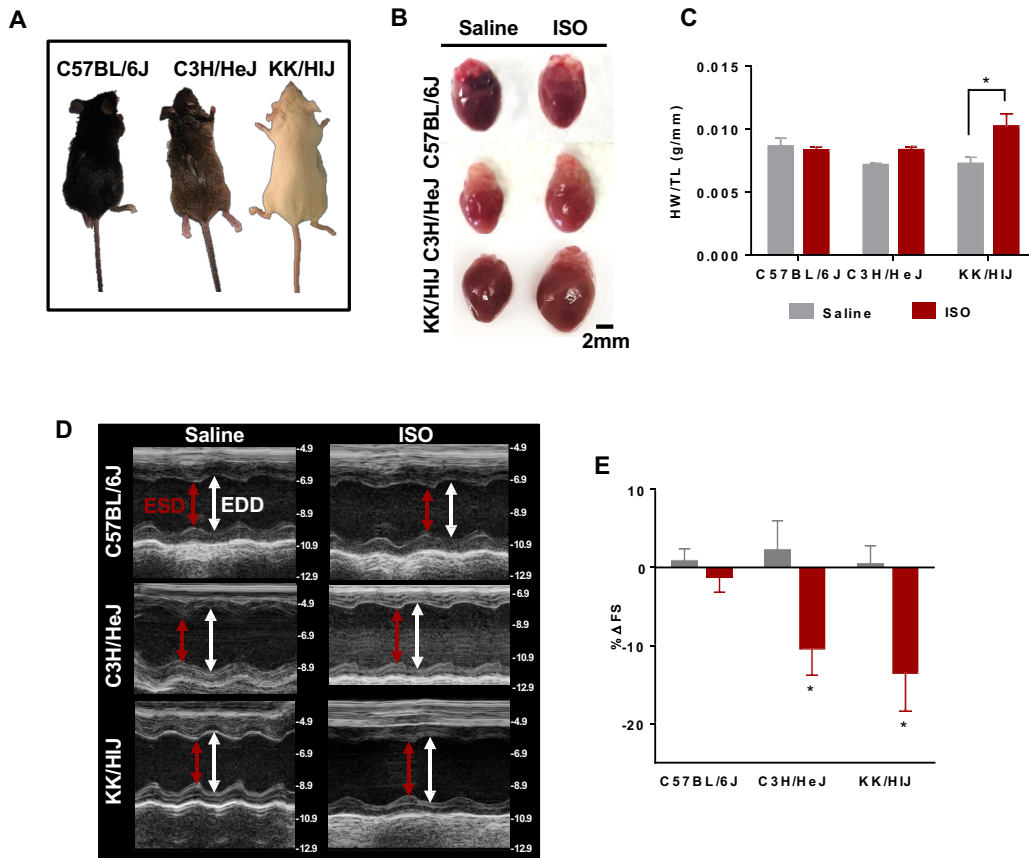 A
C57BL/6J C3H/HeJ KK/HIJ
B
Saline ISO
C57BL/6J
C3H/HeJ
KK/HIJ
2mm
C
HW/TL (g/mm)
0.015
0.010
0.005
0.000
*
C57BL/6J C3H/HeJ KK/HIJ
Saline ISO
D
Saline ISO
C57BL/6J
ESD EDD
-4.9
-6.9
-8.9
-10.9
-12.9
-4.9
-6.9
-8.9
-10.9
-12.9
C3H/HeJ
-4.9
-6.9
-8.9
-6.9
-8.9
-10.9
-12.9
KK/HIJ
-4.9
-6.9
-8.9
-10.9
-12.9
-4.9
-6.9
-8.9
-10.9
-12.9
E
% Δ FS
10
0
-10
-20
*
*
C57BL/6J C3H/HeJ KK/HIJ